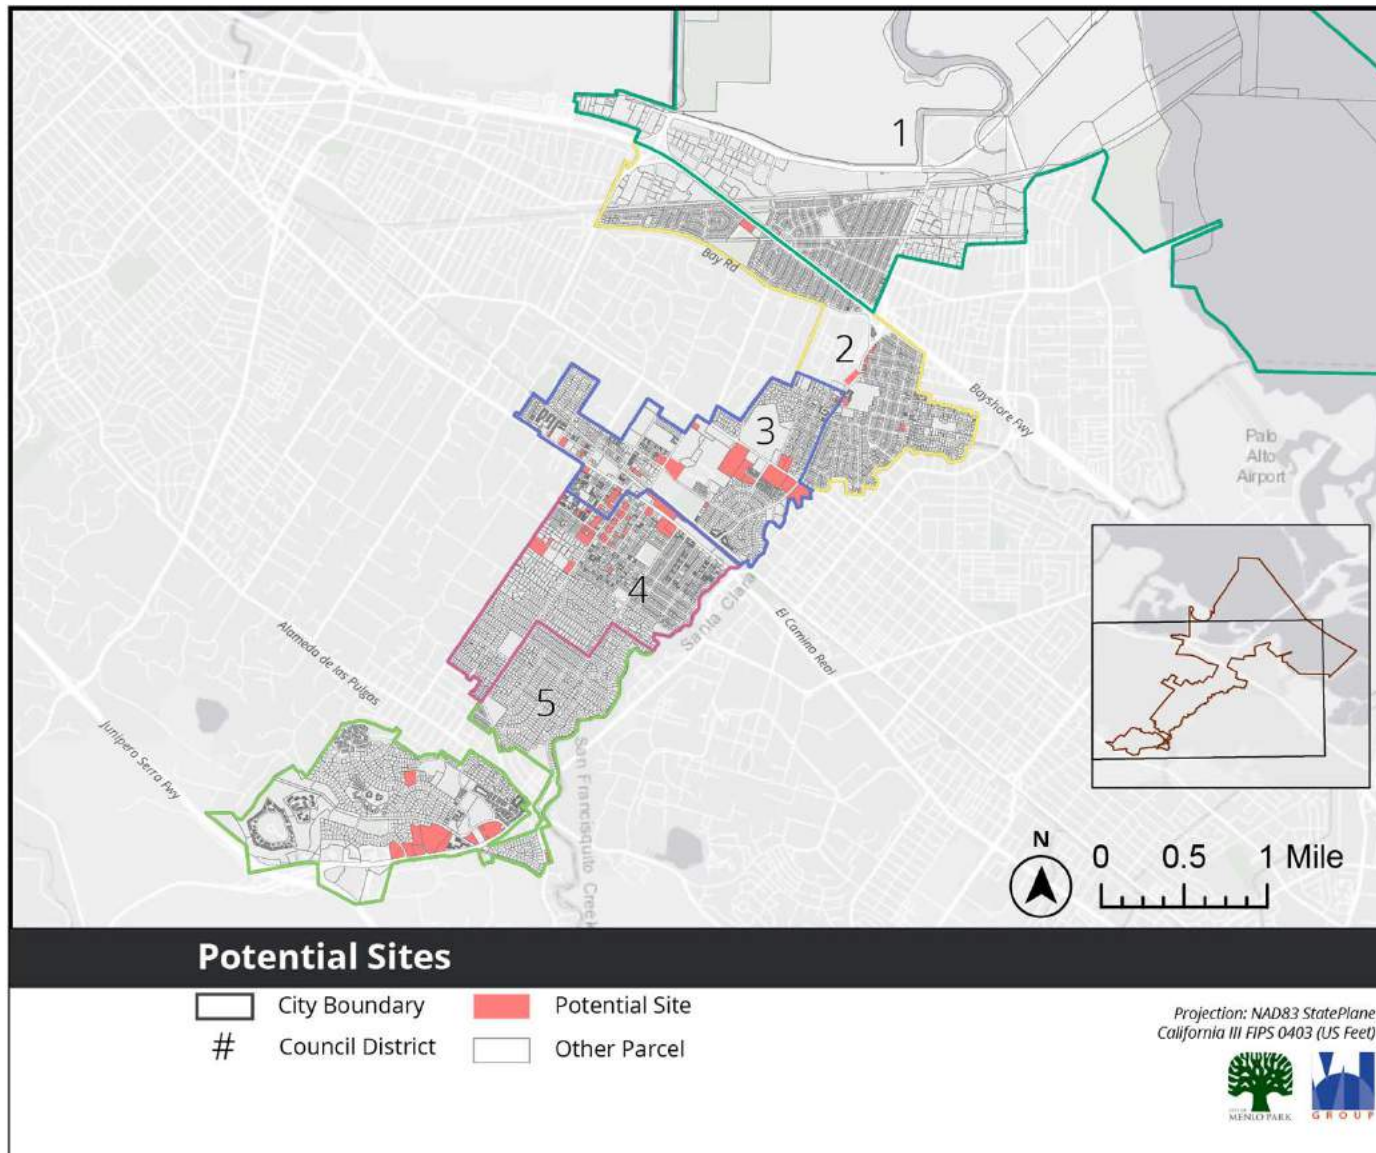 1
Bay Rd
2
Bayshore Fwy
3
Palo
Alto
Airport
4
Santa Clara
El Camino Real
Alameda de las Pulgas
5
Junipero Serra Fwy
San Francisquito Creek
N
0 0.5 1 Mile
Potential Sites
City Boundary
Potential Site
# Council District
Other Parcel
Projection: NAD83 StatePlane
California III FIPS 0403 (US Feet)
CITY OF
MENLO PARK
GROUP